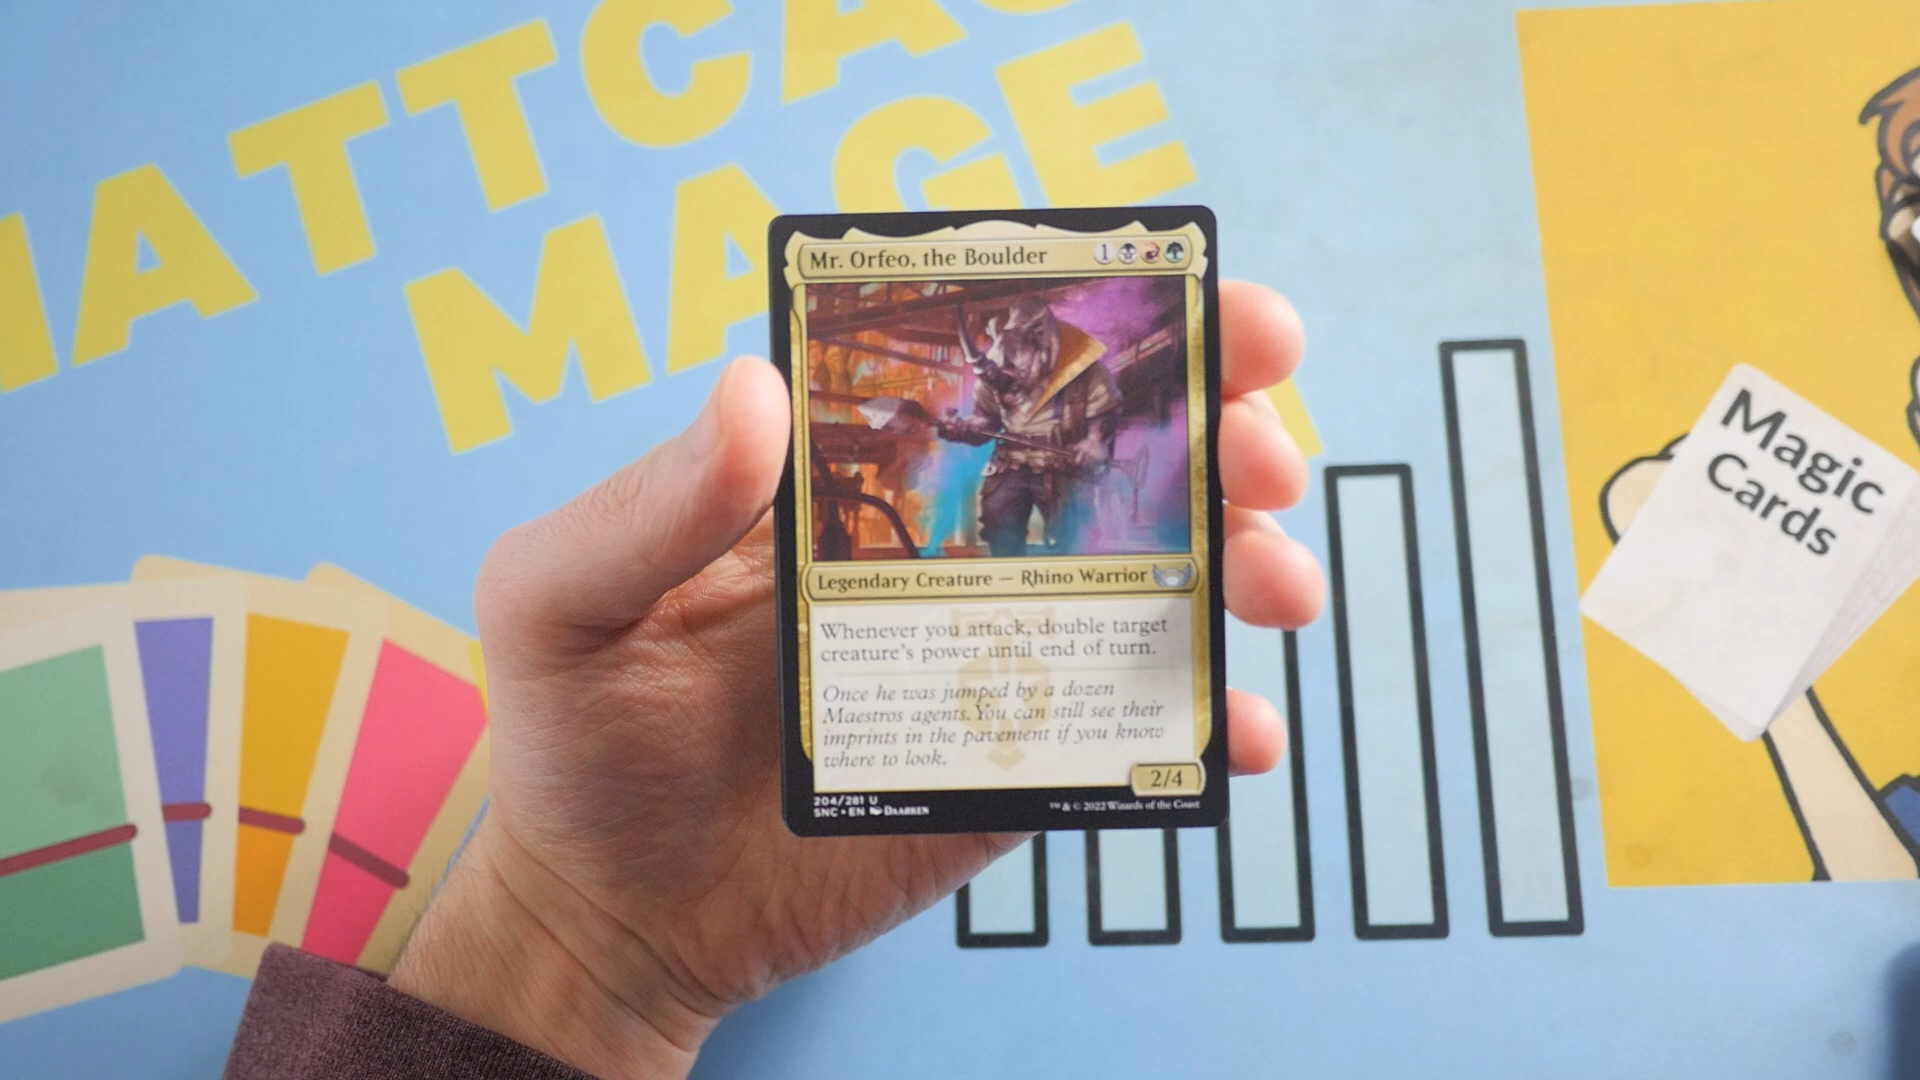 ATTCA
MAGE
Mr. Orfeo, the Boulder 1
Legendary Creature — Rhino Warrior
Whenever you attack, double target
creature's power until end of turn.
Once he was jumped by a dozen
Maestros agents. You can still see their
imprints in the pavement if you know
where to look.
2/4
204/281 U
SNC • EN DAARKEN
™ & © 2022 Wizards of the Coast
Magic
Cards